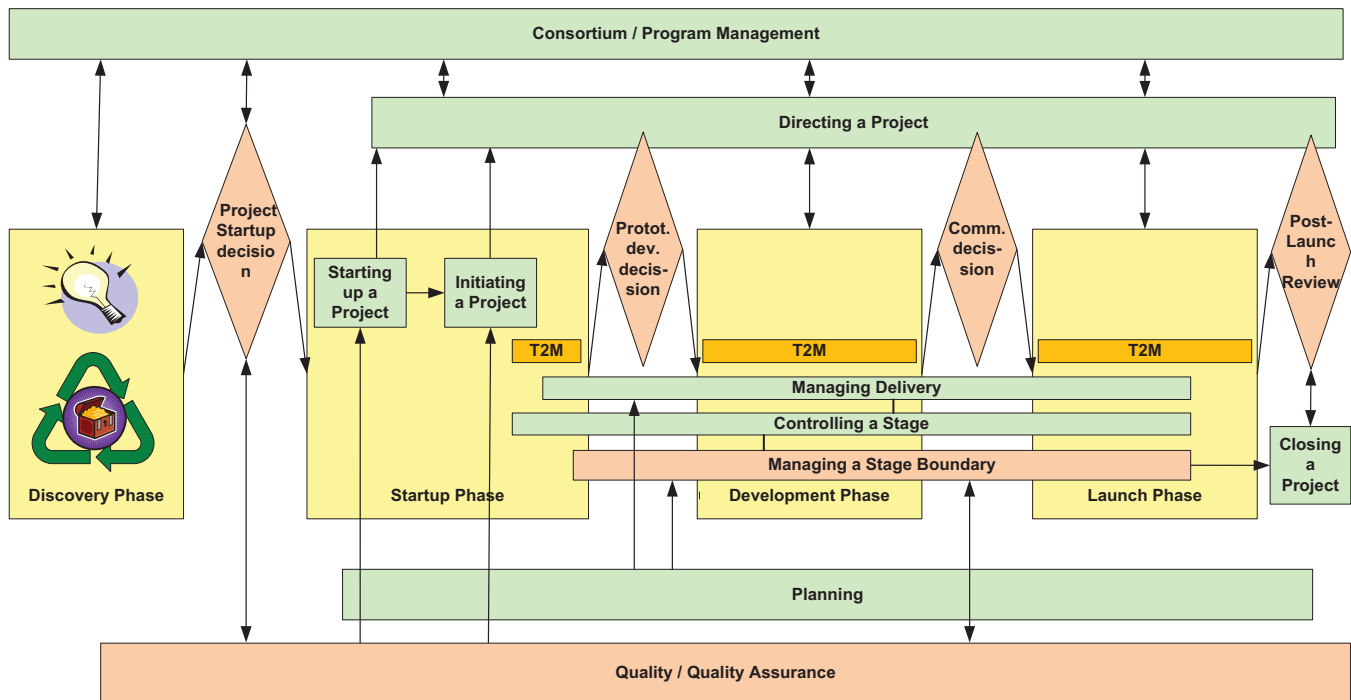 Consortium / Program Management
Directing a Project
Project
Startup
decisio
n
Protot.
dev.
decis-
sion
Comm.
decis-
sion
Post-
Launc
h
Review
Starting
up a
Project
Initiating
a Project
T2M
T2M
T2M
Managing Delivery
Controlling a Stage
Managing a Stage Boundary
Closing
a
Project
Discovery Phase
Startup Phase
Development Phase
Launch Phase
Planning
Quality / Quality Assurance